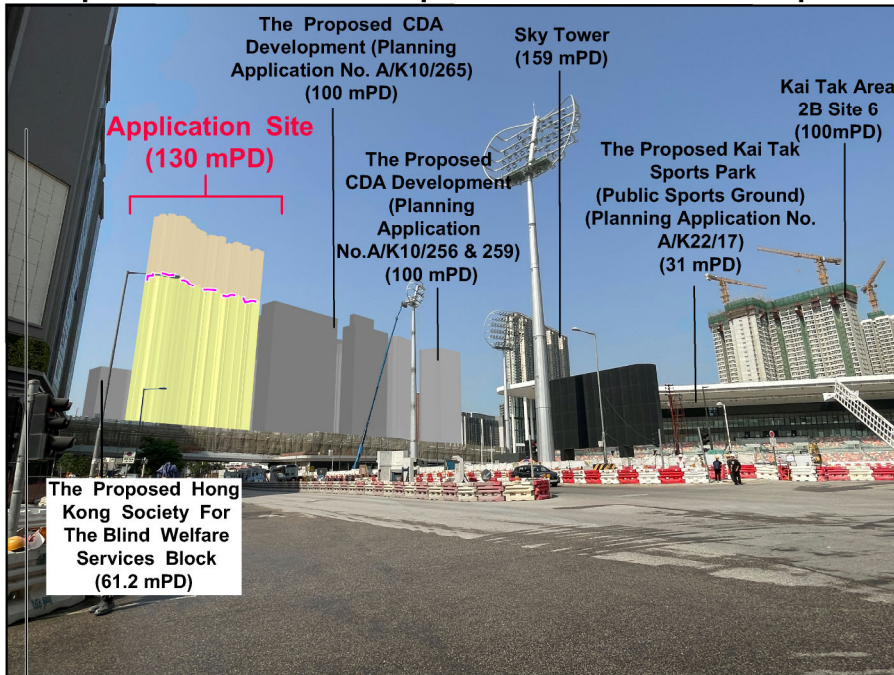 The Proposed CDA
Development (Planning
Application No. A/K10/265)
(100 mPD)
Sky Tower
(159 mPD)
Kai Tak Area
2B Site 6
(100mPD)
Application Site
(130 mPD)
The Proposed
CDA Development
(Planning
Application
No.A/K10/256 & 259)
(100 mPD)
The Proposed Kai Tak
Sports Park
(Public Sports Ground)
(Planning Application No.
A/K22/17)
(31 mPD)
The Proposed Hong
Kong Society For
The Blind Welfare
Services Block
(61.2 mPD)